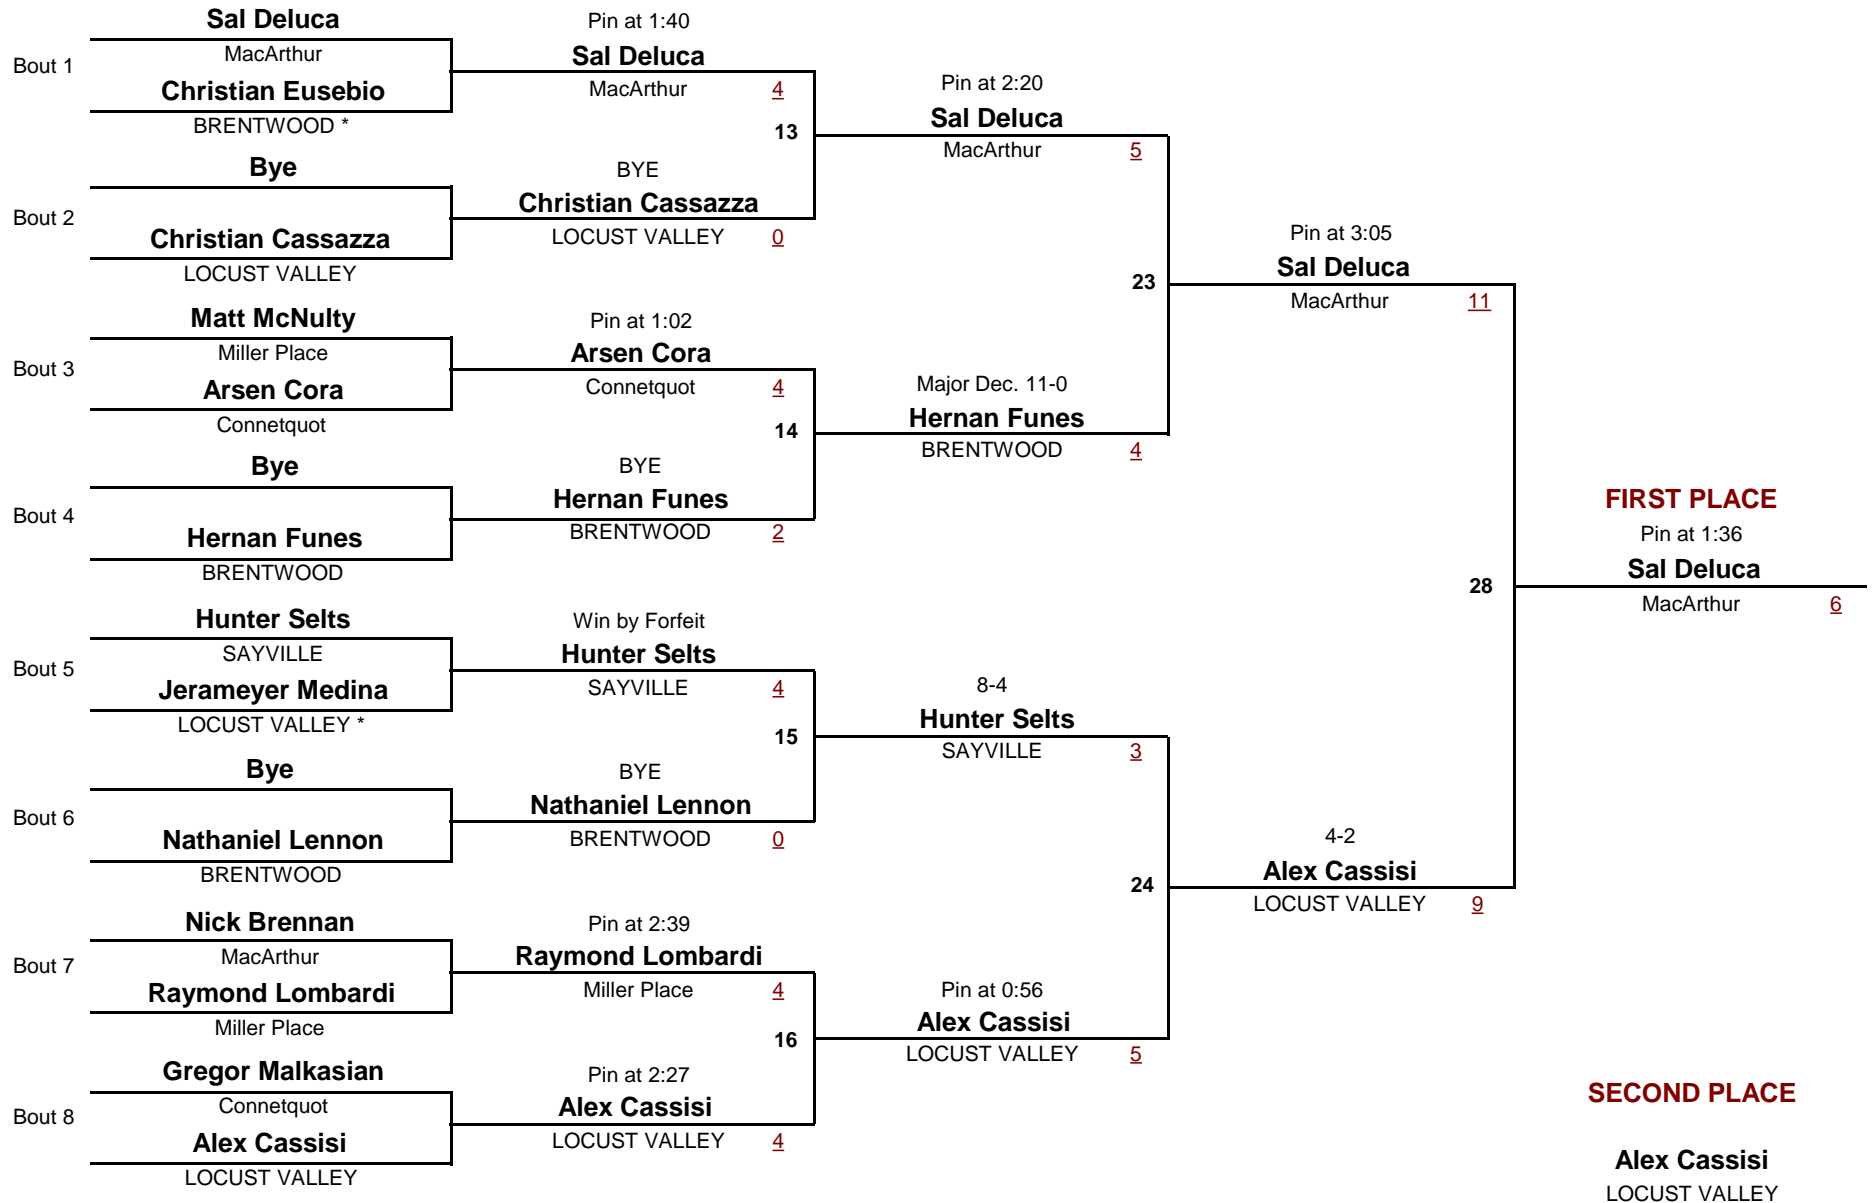 Sal Deluca
Bout 1
MacArthur
Christian Eusebio
BRENTWOOD *
Bye
Bout 2
Christian Cassazza
LOCUST VALLEY
Matt McNulty
Bout 3
Miller Place
Arsen Cora
Connetquot
Bye
Bout 4
Hernan Funes
BRENTWOOD
Hunter Selts
Bout 5
SAYVILLE
Jerameyer Medina
LOCUST VALLEY *
Bye
Bout 6
Nathaniel Lennon
BRENTWOOD
Nick Brennan
Bout 7
MacArthur
Raymond Lombardi
Miller Place
Gregor Malkasian
Bout 8
Connetquot
Alex Cassisi
LOCUST VALLEY
Pin at 1:40
Sal Deluca
MacArthur 4
13
BYE
Christian Cassazza
LOCUST VALLEY 0
Pin at 1:02
Arsen Cora
Connetquot 4
14
BYE
Hernan Funes
BRENTWOOD 2
Win by Forfeit
Hunter Selts
SAYVILLE 4
15
BYE
Nathaniel Lennon
BRENTWOOD 0
Pin at 2:39
Raymond Lombardi
Miller Place 4
16
Pin at 2:27
Alex Cassisi
LOCUST VALLEY 4
Pin at 2:20
Sal Deluca
MacArthur 5
23
Major Dec. 11-0
Hernan Funes
BRENTWOOD 4
8-4
Hunter Selts
SAYVILLE 3
24
Pin at 0:56
Alex Cassisi
LOCUST VALLEY 5
Pin at 3:05
Sal Deluca
MacArthur 11
28
4-2
Alex Cassisi
LOCUST VALLEY 9
FIRST PLACE
Pin at 1:36
Sal Deluca
MacArthur 6
SECOND PLACE
Alex Cassisi
LOCUST VALLEY